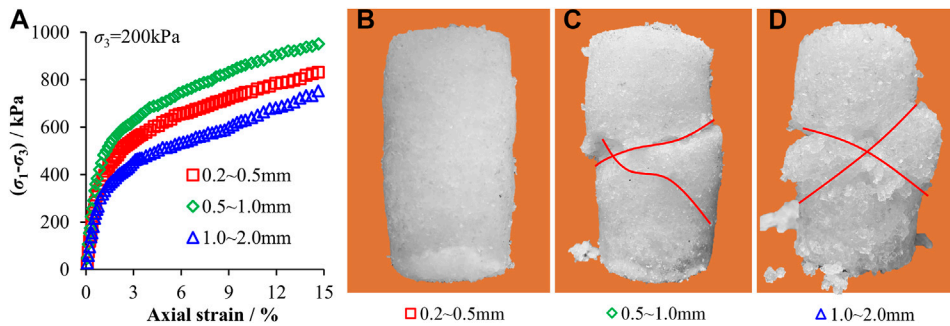 A
B
C
D
σ₃=200kPa
(σ₁-σ₃) / kPa
1000
800
600
400
200
0
0.2~0.5mm
0.5~1.0mm
1.0~2.0mm
0 3 6 9 12 15
Axial strain / %
0.2~0.5mm
0.5~1.0mm
1.0~2.0mm